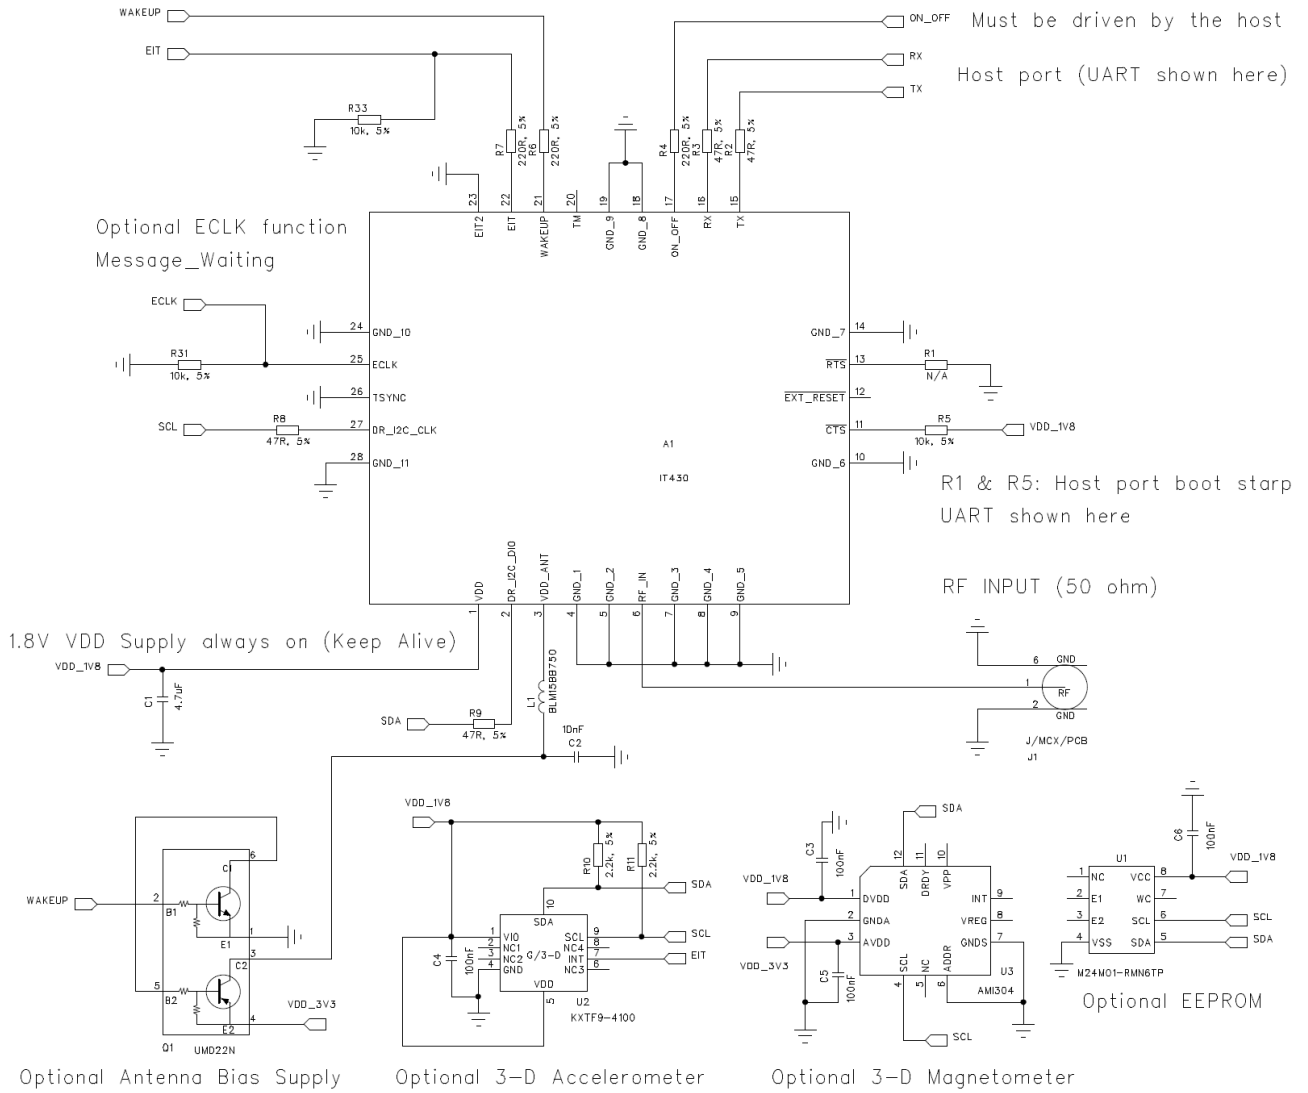 WAKEUP
EIT
ON_OFF Must be driven by the host
RX
Host port (UART shown here)
TX
R33
10k, 5%
R7
220R, 5%
R6
220R, 5%
R4
220R, 5%
R3
47R, 5%
R2
47R, 5%
23
22
21
20
19
18
17
16
15
EIT2
EIT
WAKEUP
TM
GND_9
GND_8
ON_OFF
RX
TX
Optional ECLK function
Message_Waiting
ECLK
R31
10k, 5%
SCL
R8
47R, 5%
24 GND_10
25 ECLK
26 TSYNC
27 DR_I2C_CLK
28 GND_11
A1
IT430
GND_7 14
RTS 13
EXT_RESET 12
CTS 11
GND_6 10
R1
N/A
R5
10k, 5%
VDD_1V8
R1 & R5: Host port boot starp
UART shown here
RF INPUT (50 ohm)
VDD
DR_I2C_DIO
VDD_ANT
GND_1
GND_2
RF_IN
GND_3
GND_4
GND_5
1
2
3
4
5
6
7
8
9
1.8V VDD Supply always on (Keep Alive)
VDD_1V8
C1
4.7uF
SDA
R9
47R, 5%
L1
BLM15BB750
10nF
C2
6 GND
1 RF
2 GND
J/MCX/PCB
J1
WAKEUP
2
B1
C1
6
E1
1
3
C2
5
B2
E2
4
VDD_3V3
Q1
UMD22N
Optional Antenna Bias Supply
VDD_1V8
R10
2.2k, 5%
R11
2.2k, 5%
SDA
SCL
EIT
C4
100nF
10
SDA
1 VIO
2 NC1
3 NC2
4 GND
G/3-D
SCL 9
NC4 8
INT 7
NC3 6
VDD
5
U2
KXTF9-4100
Optional 3-D Accelerometer
SDA
C3
100nF
VDD_1V8
VDD_3V3
C5
100nF
12
11
10
SDA
DRDY
VPP
1 DVDD
2 GNDA
3 AVDD
INT 9
VREG 8
GNDS 7
SCL
NC
ADDR
4
5
6
U3
AMI304
SCL
Optional 3-D Magnetometer
C6
100nF
U1
VDD_1V8
1 NC
2 E1
3 E2
4 VSS
VCC 8
WC 7
SCL 6
SDA 5
SCL
SDA
M24M01-RMN6TP
Optional EEPROM